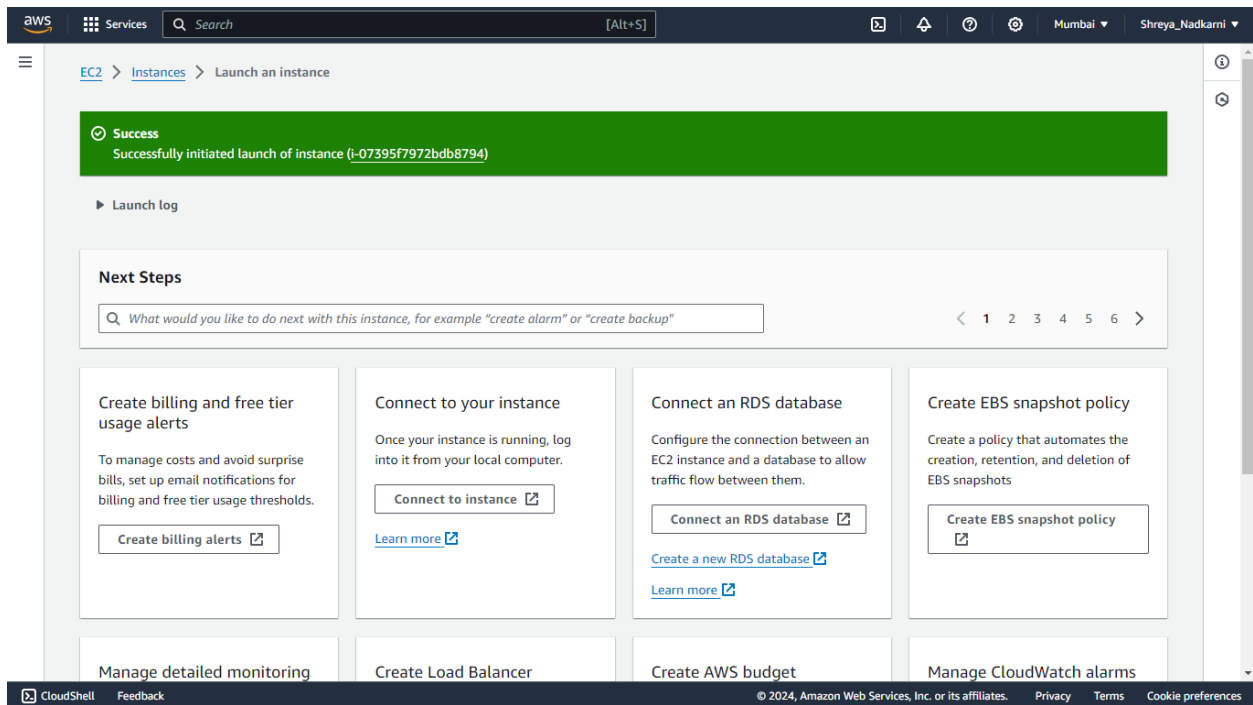 aws
Services
Search [Alt+S]
Mumbai ▼
Shreya_Nadkarni ▼
EC2 > Instances > Launch an instance
Success
Successfully initiated launch of instance (i-07395f7972bdb8794)
Launch log
Next Steps
What would you like to do next with this instance, for example “create alarm” or “create backup”
1 2 3 4 5 6
Create billing and free tier
usage alerts
To manage costs and avoid surprise
bills, set up email notifications for
billing and free tier usage thresholds.
Create billing alerts
Connect to your instance
Once your instance is running, log
into it from your local computer.
Connect to instance
Learn more
Connect an RDS database
Configure the connection between an
EC2 instance and a database to allow
traffic flow between them.
Connect an RDS database
Create a new RDS database
Learn more
Create EBS snapshot policy
Create a policy that automates the
creation, retention, and deletion of
EBS snapshots
Create EBS snapshot policy
Manage detailed monitoring
Create Load Balancer
Create AWS budget
Manage CloudWatch alarms
CloudShell
Feedback
© 2024, Amazon Web Services, Inc. or its affiliates.
Privacy
Terms
Cookie preferences